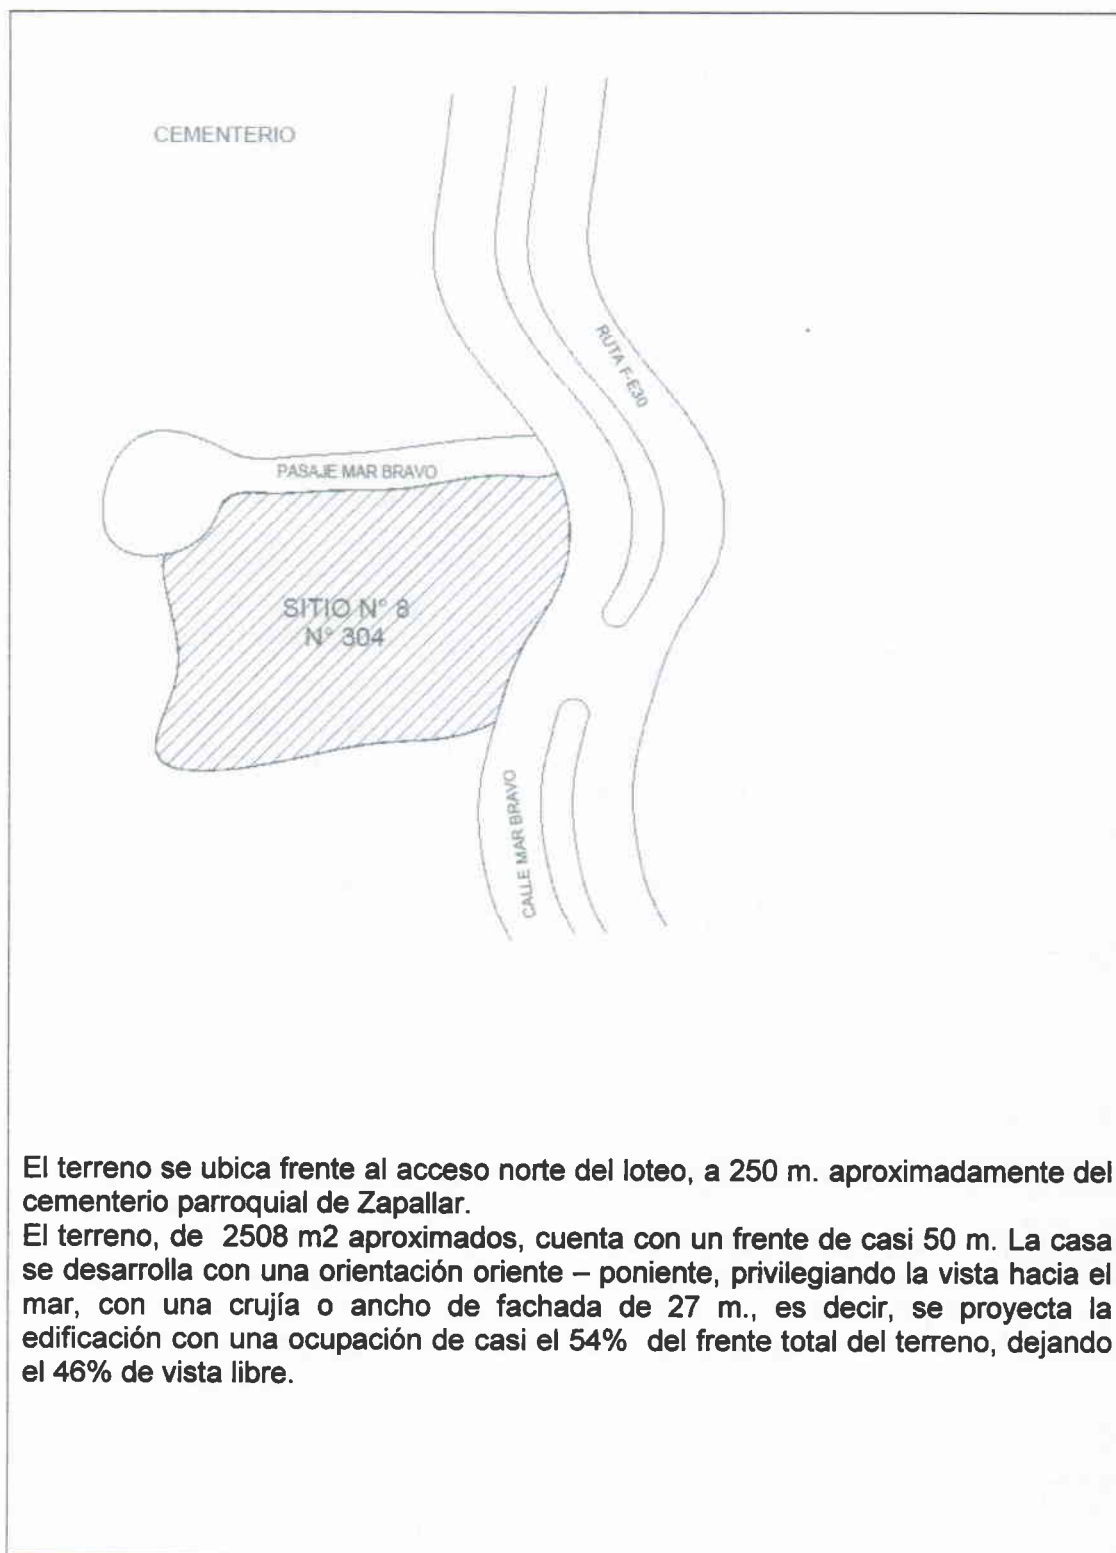 CEMENTERIO
RUTA F-E30
PASAJE MAR BRAVO
SITIO N° 8
N° 304
CALLE MAR BRAVO
El terreno se ubica frente al acceso norte del loteo, a 250 m. aproximadamente del
cementerio parroquial de Zapallar.
El terreno, de 2508 m2 aproximados, cuenta con un frente de casi 50 m. La casa
se desarrolla con una orientación oriente – poniente, privilegiando la vista hacia el
mar, con una crujía o ancho de fachada de 27 m., es decir, se proyecta la
edificación con una ocupación de casi el 54% del frente total del terreno, dejando
el 46% de vista libre.